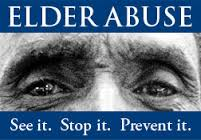 ELDER ABUSE
See it. Stop it. Prevent it.